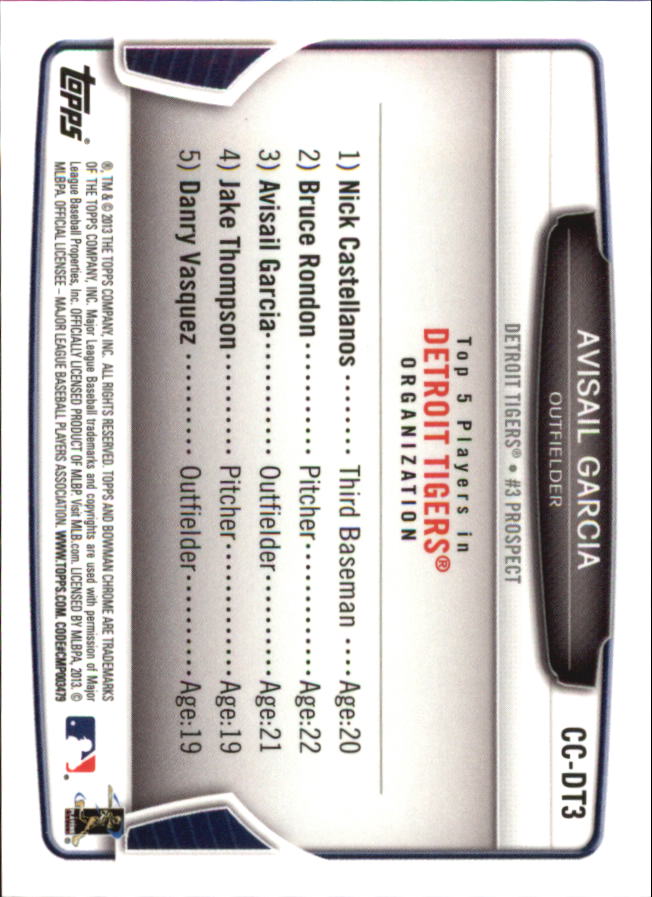 CC-DT3
AVISAIL GARCIA
OUTFIELDER
DETROIT TIGERS® • #3 PROSPECT
Top 5 Players in
DETROIT TIGERS®
ORGANIZATION
1) Nick Castellanos ....... Third Baseman .... Age:20
2) Bruce Rondon .......... Pitcher ............. Age:22
3) Avisail Garcia ........... Outfielder .......... Age:21
4) Jake Thompson ......... Pitcher ............. Age:19
5) Danry Vasquez .......... Outfielder .......... Age:19
topps®
®, TM & © 2013 THE TOPPS COMPANY, INC. ALL RIGHTS RESERVED. TOPPS AND BOWMAN CHROME ARE TRADEMARKS
OF THE TOPPS COMPANY, INC. Major League Baseball trademarks and copyrights are used with permission of Major
League Baseball Properties, Inc. OFFICIALLY LICENSED PRODUCT OF MLBP. Visit MLB.com. LICENSED BY MLBPA, 2013. ©
MLBPA. OFFICIAL LICENSEE – MAJOR LEAGUE BASEBALL PLAYERS ASSOCIATION. WWW.TOPPS.COM. CODE#CMP003479